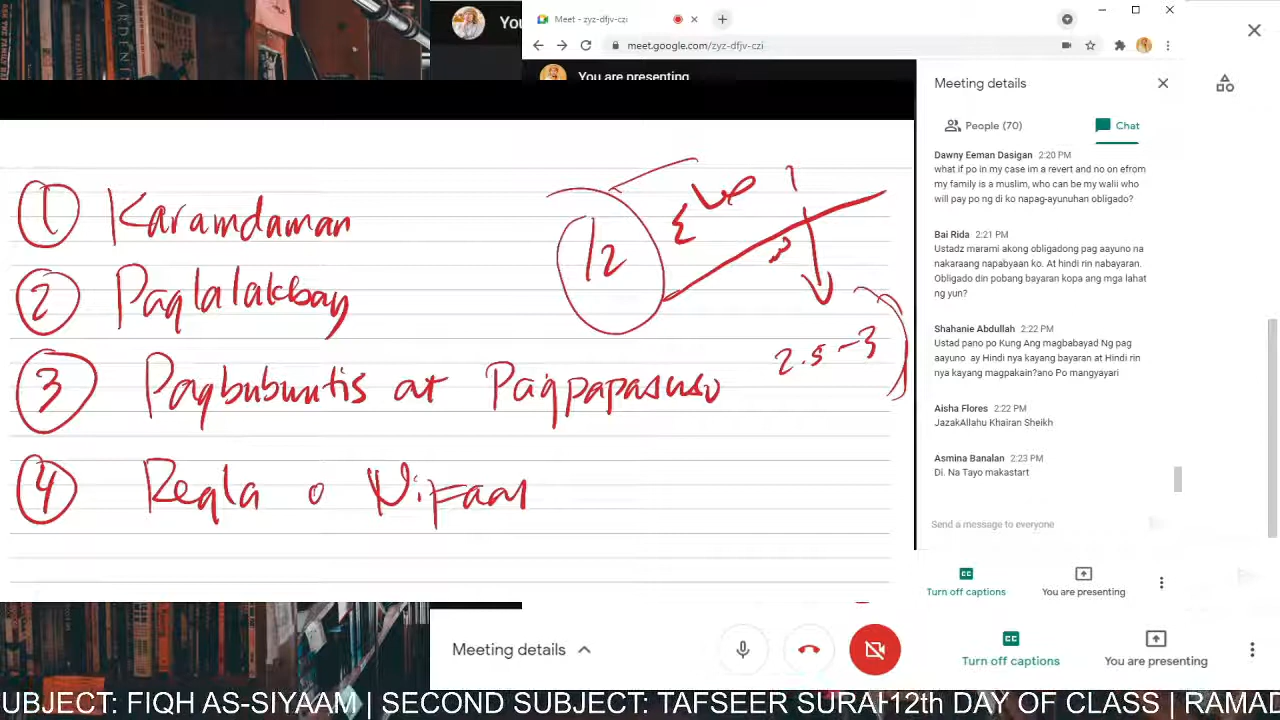 You
Meet - zyz-dfjv-czi
meet.google.com/zyz-dfjv-czi
You are presenting
Meeting details
People (70)
Chat
Dawny Eeman Dasigan 2:20 PM
what if po in my case im a revert and no on efrom
my family is a muslim, who can be my walii who
will pay po ng di ko napag-ayunuhan obligado?
Bai Rida 2:21 PM
Ustadz marami akong obligadong pag aayuno na
nakaraang napabyaan ko. At hindi rin nabayaran.
Obligado din pobang bayaran kopa ang mga lahat
ng yun?
Shahanie Abdullah 2:22 PM
Ustad pano po Kung Ang magbabayad Ng pag
aayuno ay Hindi nya kayang bayaran at Hindi rin
nya kayang magpakain?ano Po mangyayari
Aisha Flores 2:22 PM
JazakAllahu Khairan Sheikh
Asmina Banalan 2:23 PM
Di. Na Tayo makastart
Send a message to everyone
Turn off captions
You are presenting
1 Karamdaman
2 Paglalakbay
3 Pagbubuntis at Pagpapasuso
4 Regla o Nifaas
12
2.5 - 3
Meeting details
Turn off captions
You are presenting
UBJECT: FIQH AS-SIYAAM | SECOND SUBJECT: TAFSEER SURAH
12th DAY OF CLASS | RAMAD